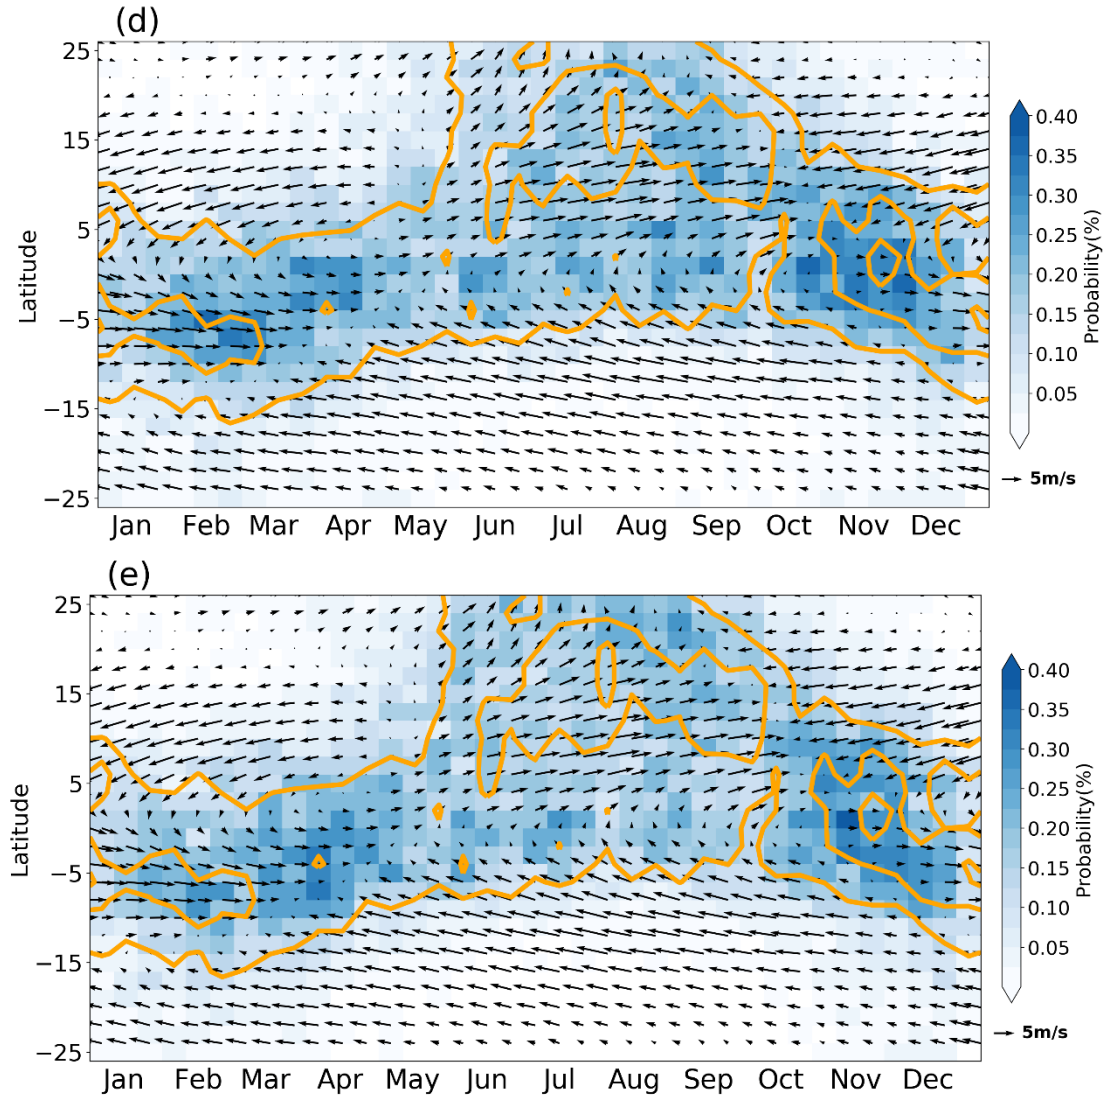 (d)
25
15
5
−5
−15
−25
Latitude
Jan Feb Mar Apr May Jun Jul Aug Sep Oct Nov Dec
0.40
0.35
0.30
0.25
0.20
0.15
0.10
0.05
Probability(%)
5m/s
(e)
25
15
5
−5
−15
−25
Latitude
Jan Feb Mar Apr May Jun Jul Aug Sep Oct Nov Dec
0.40
0.35
0.30
0.25
0.20
0.15
0.10
0.05
Probability(%)
5m/s